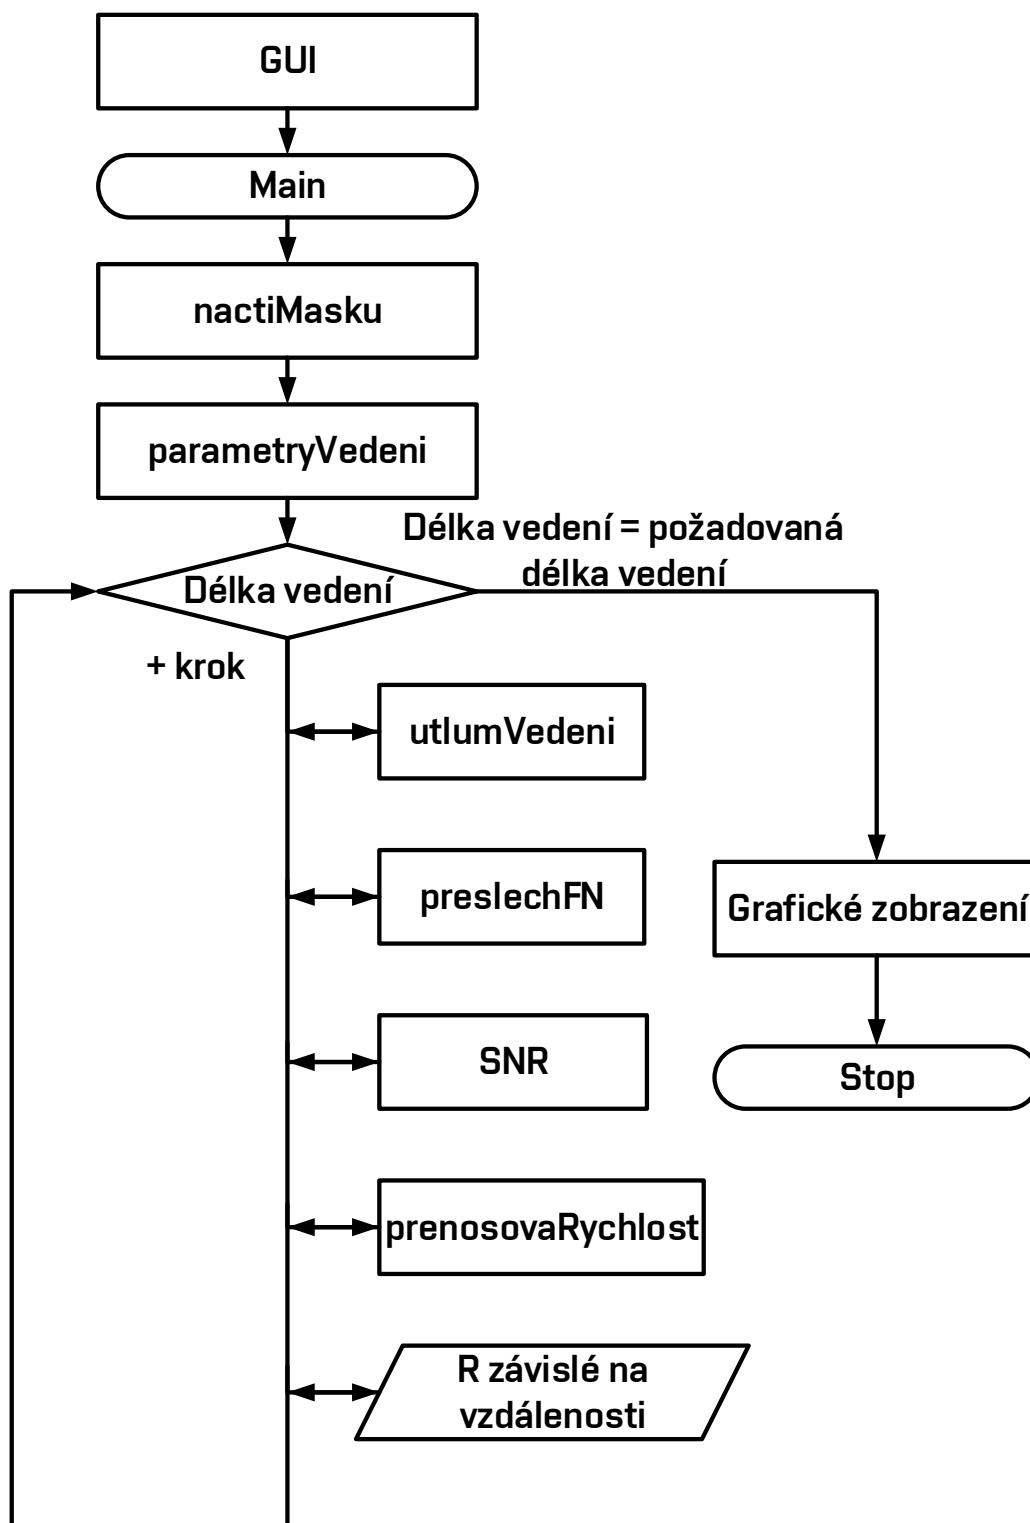 GUI
Main
nactiMasku
parametryVedeni
Délka vedení = požadovaná
délka vedení
Délka vedení
+ krok
utlumVedeni
preslechFN
Grafické zobrazení
SNR
Stop
prenosovaRychlost
R závislé na
vzdálenosti